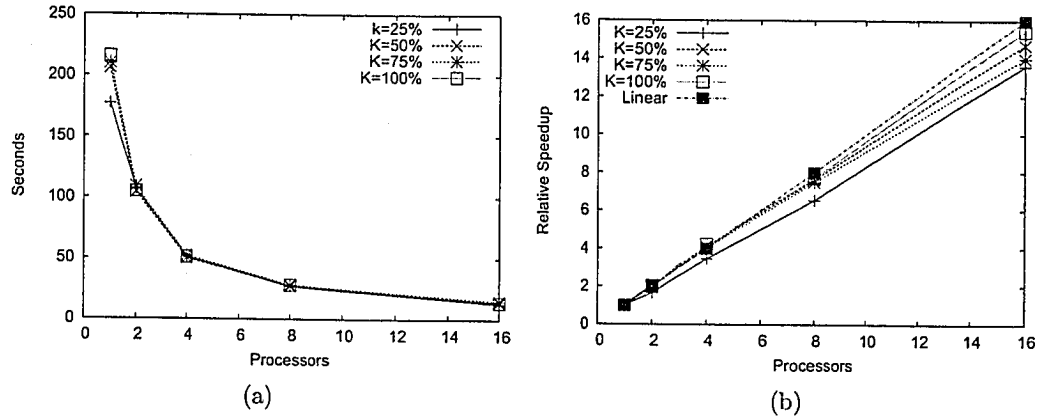 250
200
150
100
50
0
Seconds
k=25%
K=50%
K=75%
K=100%
0 2 4 6 8 10 12 14 16
Processors
(a)
16
14
12
10
8
6
4
2
0
Relative Speedup
K=25%
K=50%
K=75%
K=100%
Linear
0 2 4 6 8 10 12 14 16
Processors
(b)